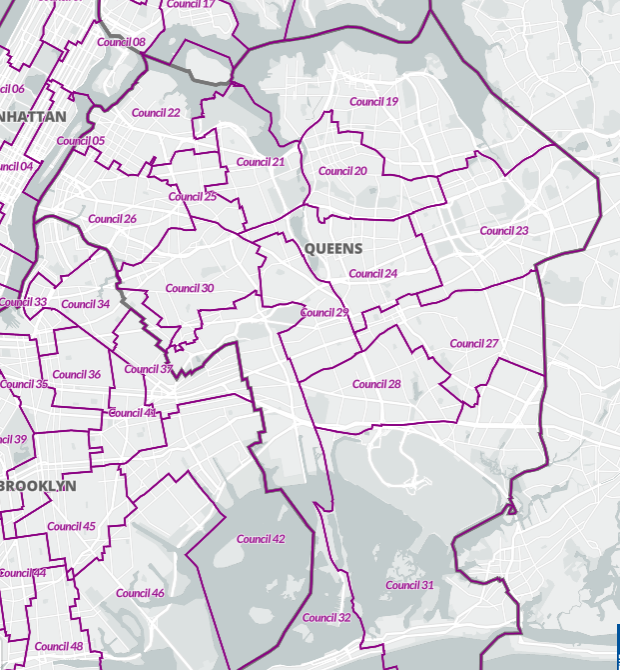 Council 17
Council 08
cil 06
Council 19
Council 22
NHATTAN
Council 05
uncil 04
Council 21
Council 20
Council 25
Council 26
Council 23
QUEENS
Council 24
Council 30
Council 33
Council 34
Council 29
Council 27
Council 37
Council 36
Council 35
Council 28
Council 41
ncil 39
BROOKLYN
Council 45
Council 42
Council 44
Council 31
Council 46
Council 32
Council 48